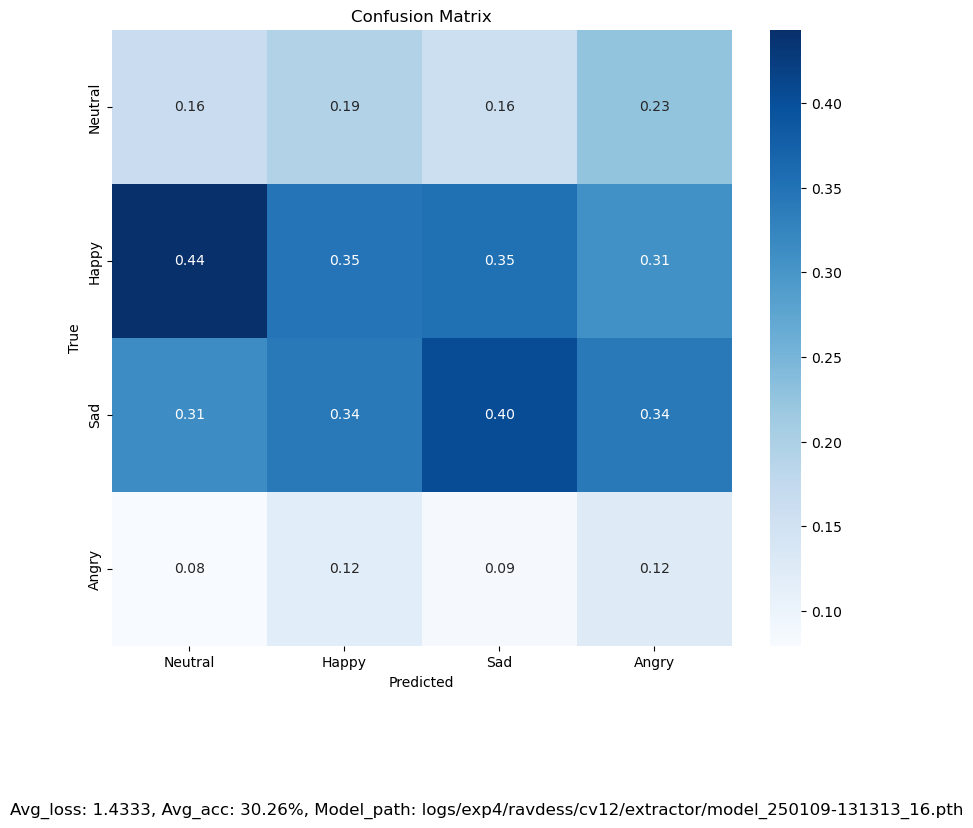 Confusion Matrix
Neutral 0.16 0.19 0.16 0.23
Happy 0.44 0.35 0.35 0.31
Sad 0.31 0.34 0.40 0.34
Angry 0.08 0.12 0.09 0.12
True
Neutral Happy Sad Angry
Predicted
0.40
0.35
0.30
0.25
0.20
0.15
0.10
Avg_loss: 1.4333, Avg_acc: 30.26%, Model_path: logs/exp4/ravdess/cv12/extractor/model_250109-131313_16.pth